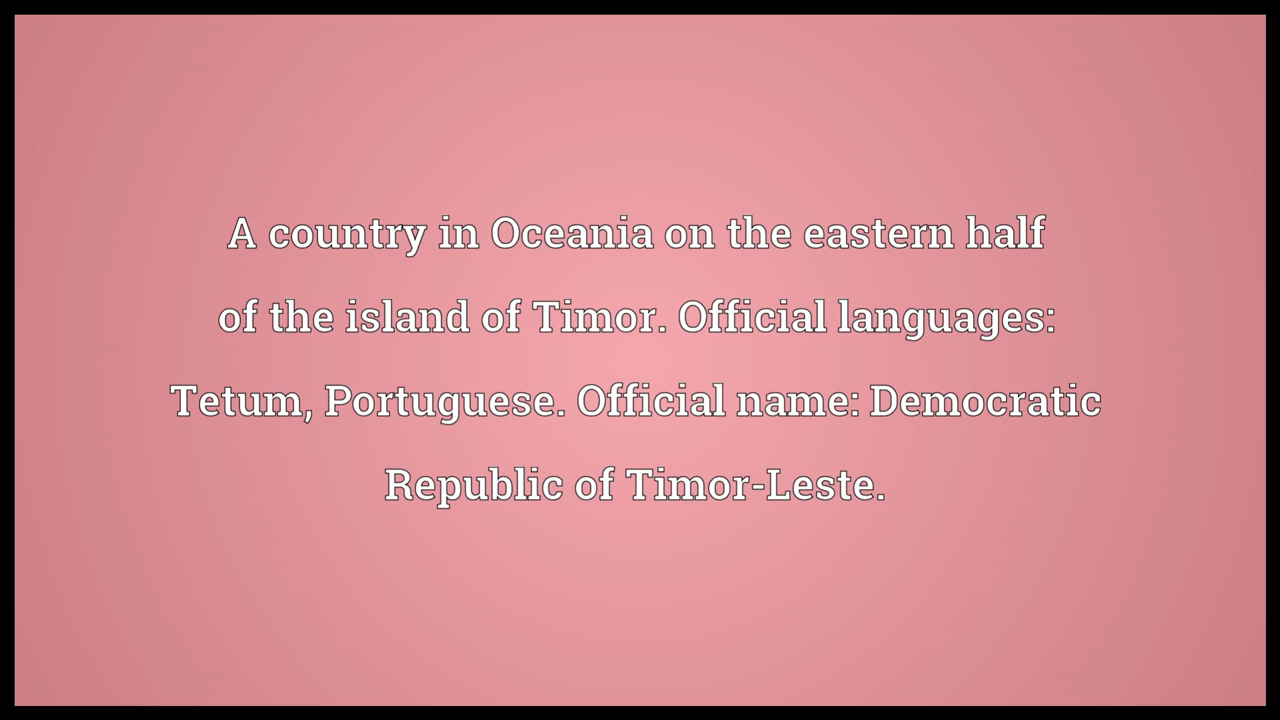 A country in Oceania on the eastern half
of the island of Timor. Official languages:
Tetum, Portuguese. Official name: Democratic
Republic of Timor-Leste.